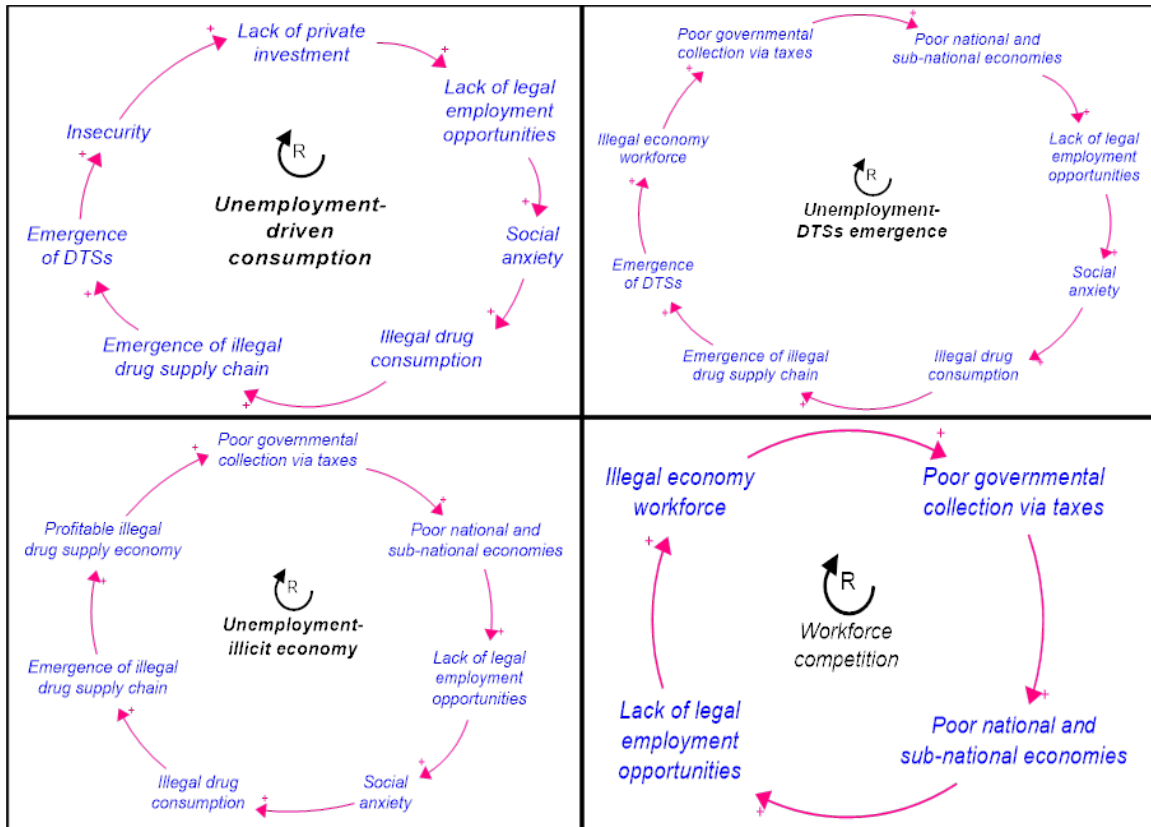 Lack of private
investment
Lack of legal
employment
opportunities
Social
anxiety
Illegal drug
consumption
Emergence of illegal
drug supply chain
Emergence
of DTSs
Insecurity
R
Unemployment-
driven
consumption
+
+
+
+
+
+
+
Poor governmental
collection via taxes
Poor national and
sub-national economies
Lack of legal
employment
opportunities
Social
anxiety
Illegal drug
consumption
Emergence of illegal
drug supply chain
Emergence
of DTSs
Illegal economy
workforce
R
Unemployment-
DTSs emergence
+
+
+
+
+
+
+
+
Poor governmental
collection via taxes
Poor national and
sub-national economies
Lack of legal
employment
opportunities
Social
anxiety
Illegal drug
consumption
Emergence of illegal
drug supply chain
Profitable illegal
drug supply economy
R
Unemployment-
illicit economy
+
+
+
+
+
+
+
Illegal economy
workforce
Poor governmental
collection via taxes
Poor national and
sub-national economies
Lack of legal
employment
opportunities
R
Workforce
competition
+
+
+
+